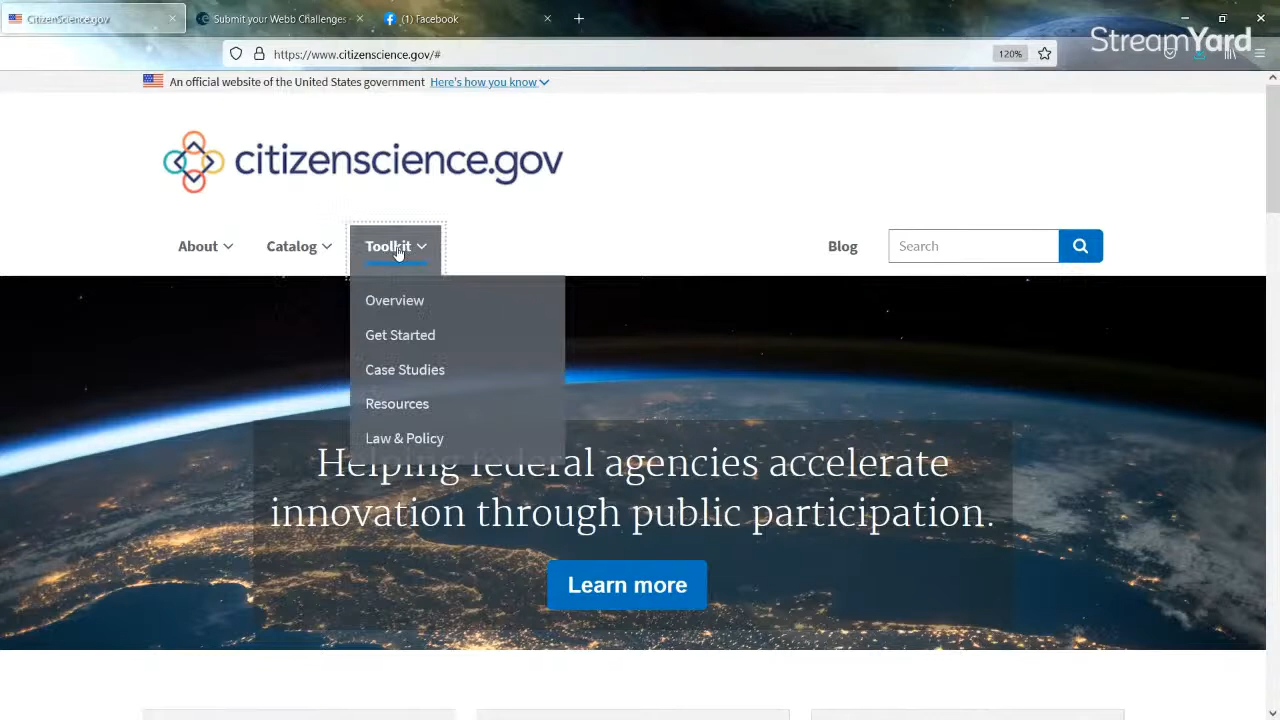 CitizenScience.gov
Submit your Webb Challenges
(1) Facebook
StreamYard
https://www.citizenscience.gov/#
120%
An official website of the United States government Here's how you know
citizenscience.gov
About
Catalog
Toolkit
Blog
Search
Overview
Get Started
Case Studies
Resources
Law & Policy
Helping federal agencies accelerate
innovation through public participation.
Learn more